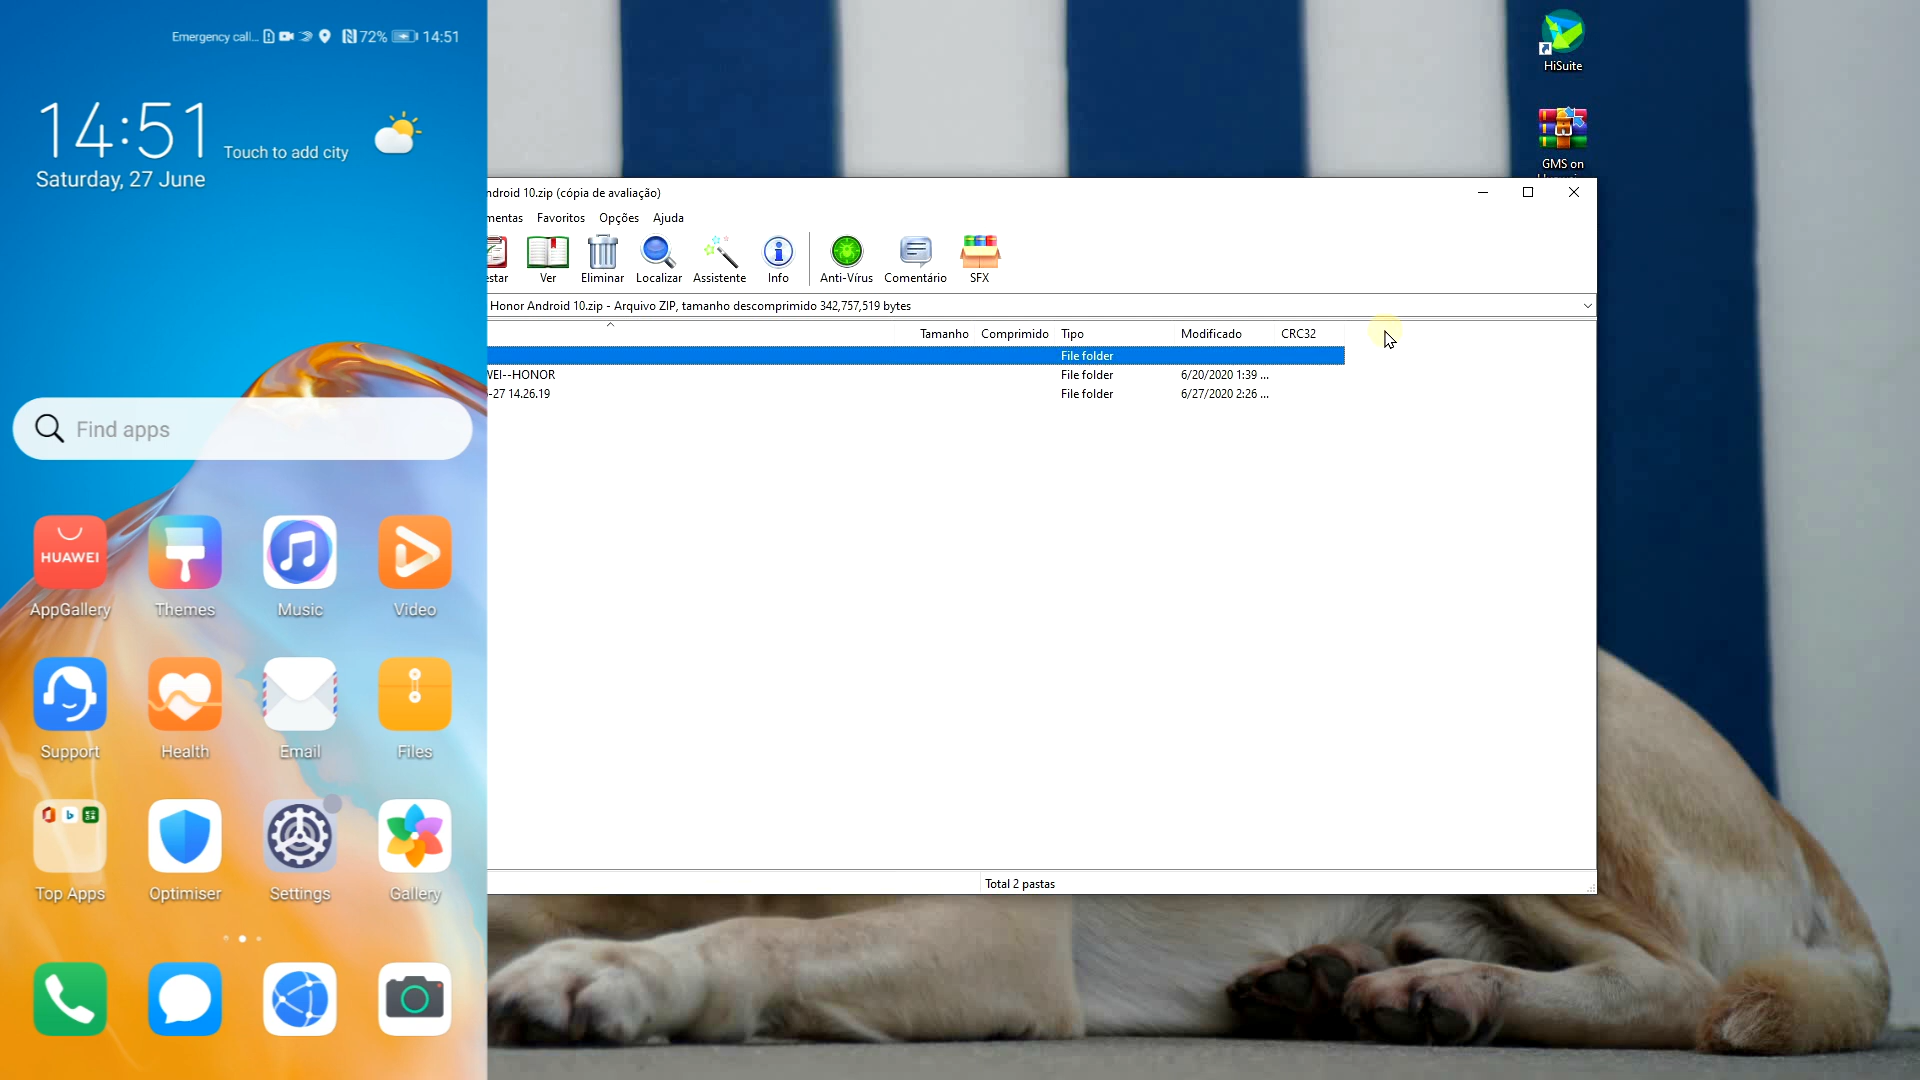 Emergency call... 72% 14:51
14:51
Touch to add city
Saturday, 27 June
Find apps
HUAWEI
AppGallery Themes Music Video
Support Health Email Files
Top Apps Optimiser Settings Gallery
HiSuite
GMS on
ndroid 10.zip (cópia de avaliação)
mentas Favoritos Opções Ajuda
estar Ver Eliminar Localizar Assistente Info Anti-Vírus Comentário SFX
Honor Android 10.zip - Arquivo ZIP, tamanho descomprimido 342,757,519 bytes
Tamanho Comprimido Tipo Modificado CRC32
File folder
WEI--HONOR File folder 6/20/2020 1:39 ...
-27 14.26.19 File folder 6/27/2020 2:26 ...
Total 2 pastas